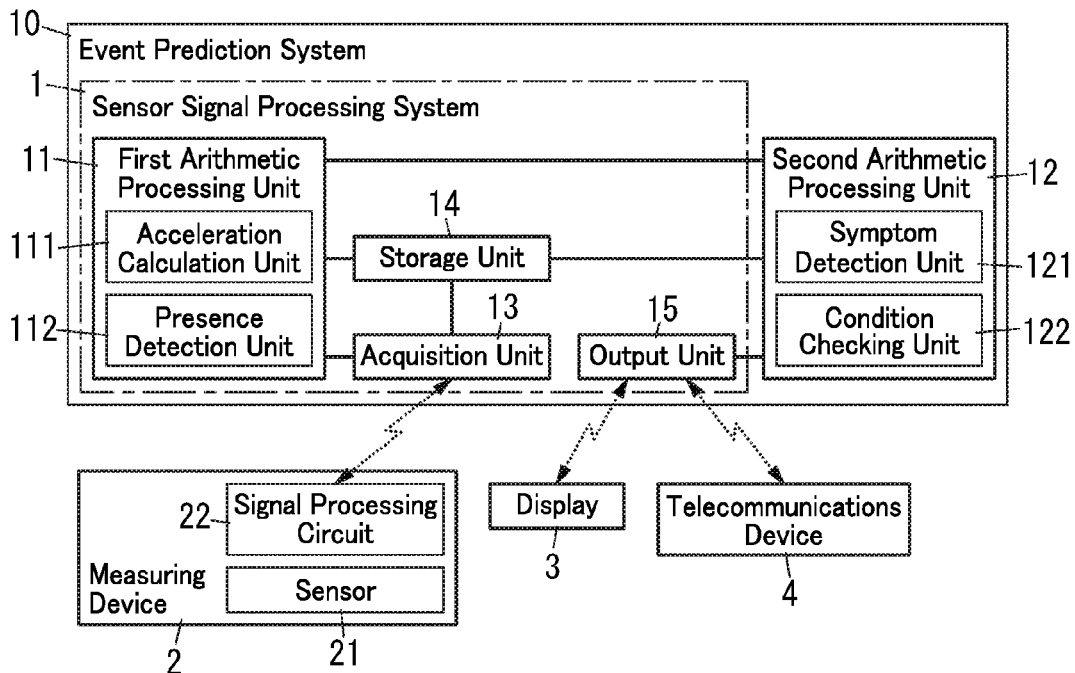 10
Event Prediction System
1
Sensor Signal Processing System
11
First Arithmetic
Processing Unit
111
Acceleration
Calculation Unit
112
Presence
Detection Unit
14
Storage Unit
13
Acquisition Unit
15
Output Unit
Second Arithmetic
Processing Unit
12
Symptom
Detection Unit
121
Condition
Checking Unit
122
22
Signal Processing
Circuit
Measuring
Device
Sensor
2
21
Display
3
Telecommunications
Device
4